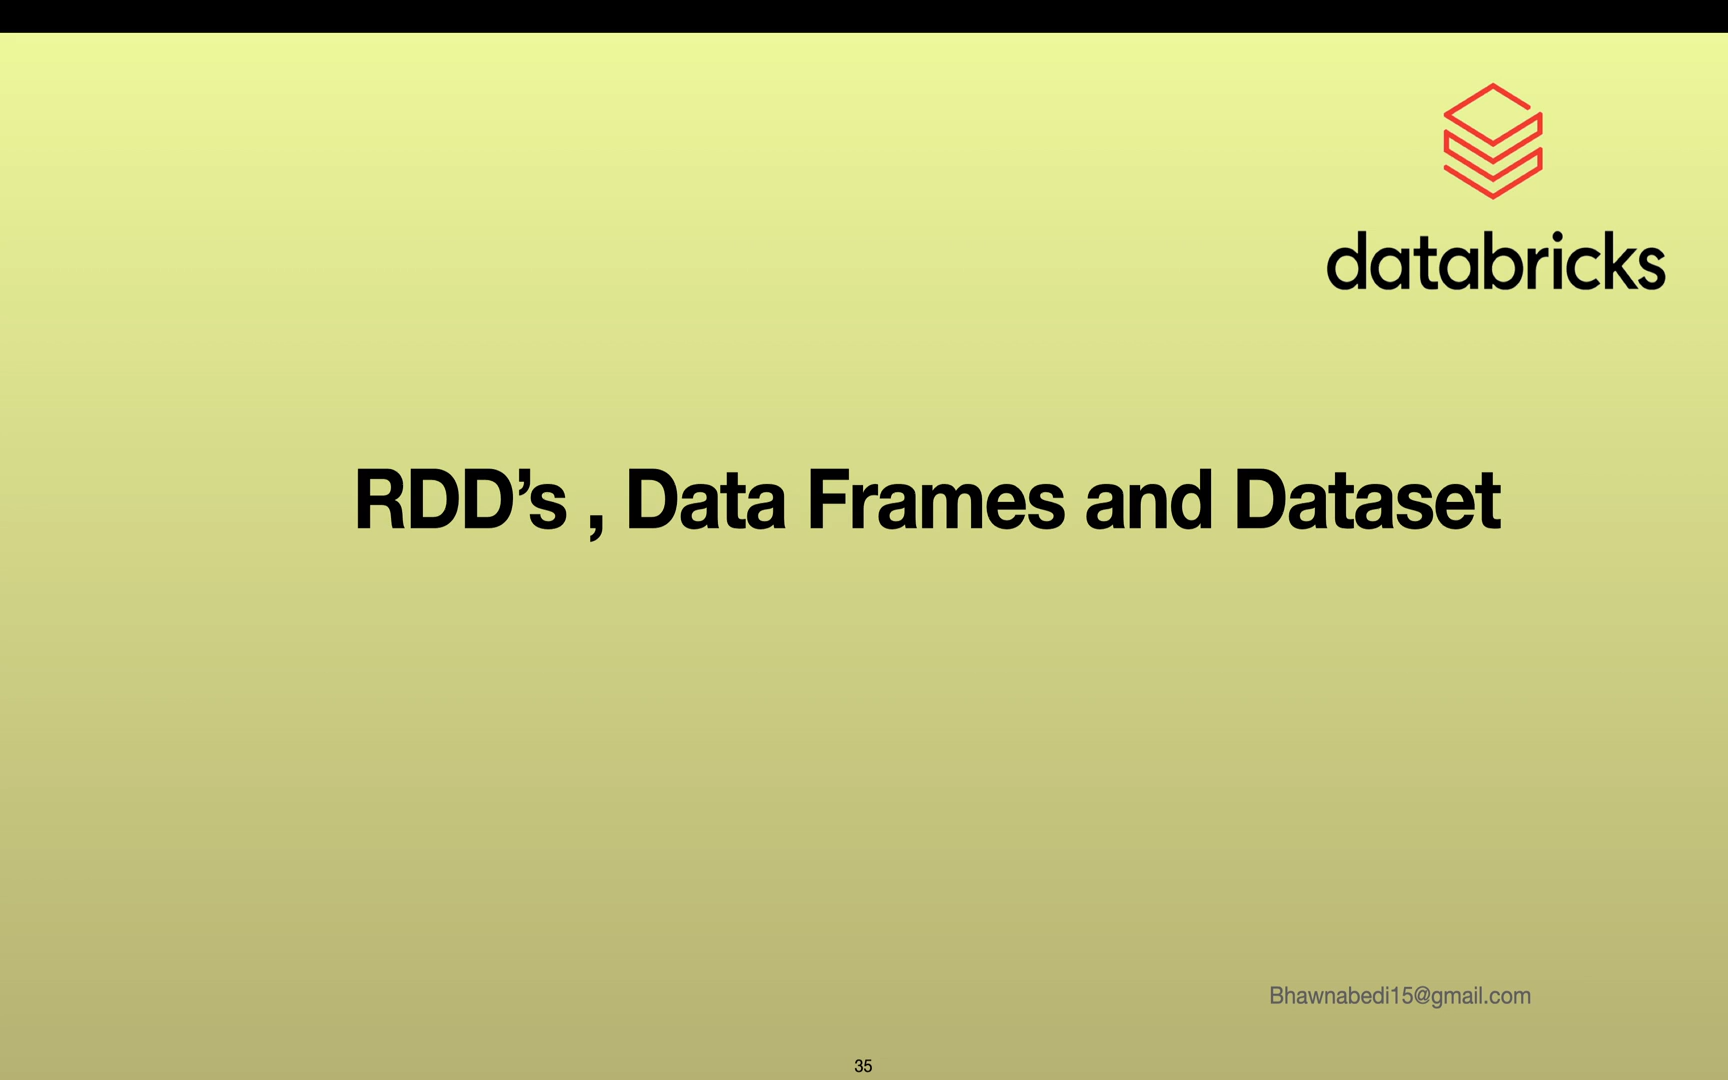 databricks
RDD’s , Data Frames and Dataset
Bhawnabedi15@gmail.com
35